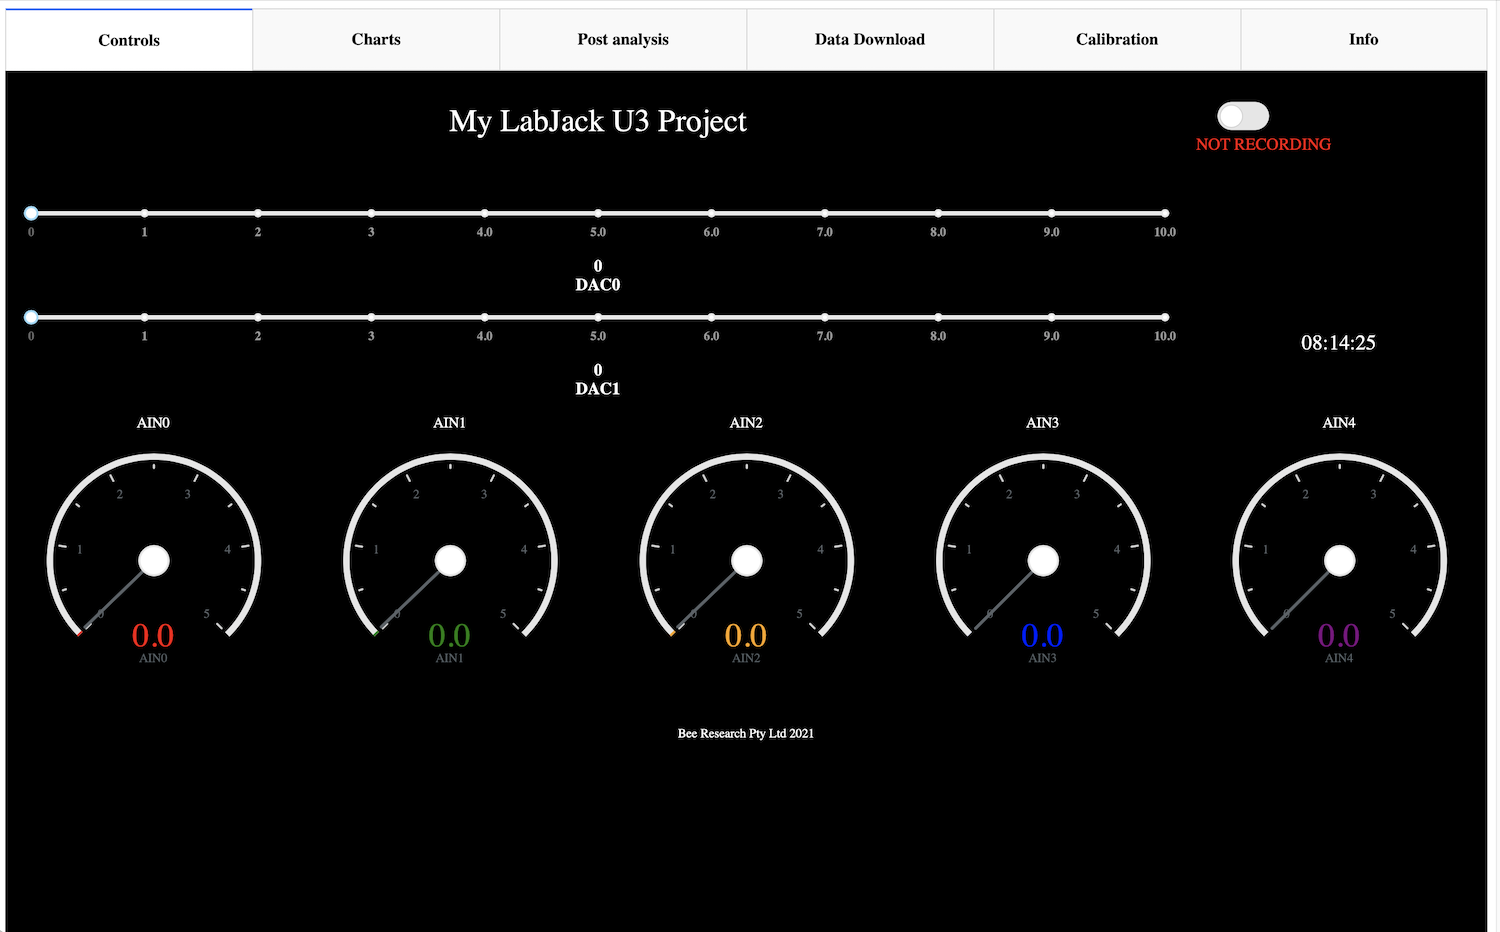 Controls Charts Post analysis Data Download Calibration Info
My LabJack U3 Project
NOT RECORDING
0 1 2 3 4.0 5.0 6.0 7.0 8.0 9.0 10.0
0
DAC0
0 1 2 3 4.0 5.0 6.0 7.0 8.0 9.0 10.0
08:14:25
0
DAC1
AIN0 AIN1 AIN2 AIN3 AIN4
2 3 2 3 2 3 2 3 2 3
1 4 1 4 1 4 1 4 1 4
0 5 0 5 0 5 0 5 0 5
0.0 0.0 0.0 0.0 0.0
AIN0 AIN1 AIN2 AIN3 AIN4
Bee Research Pty Ltd 2021